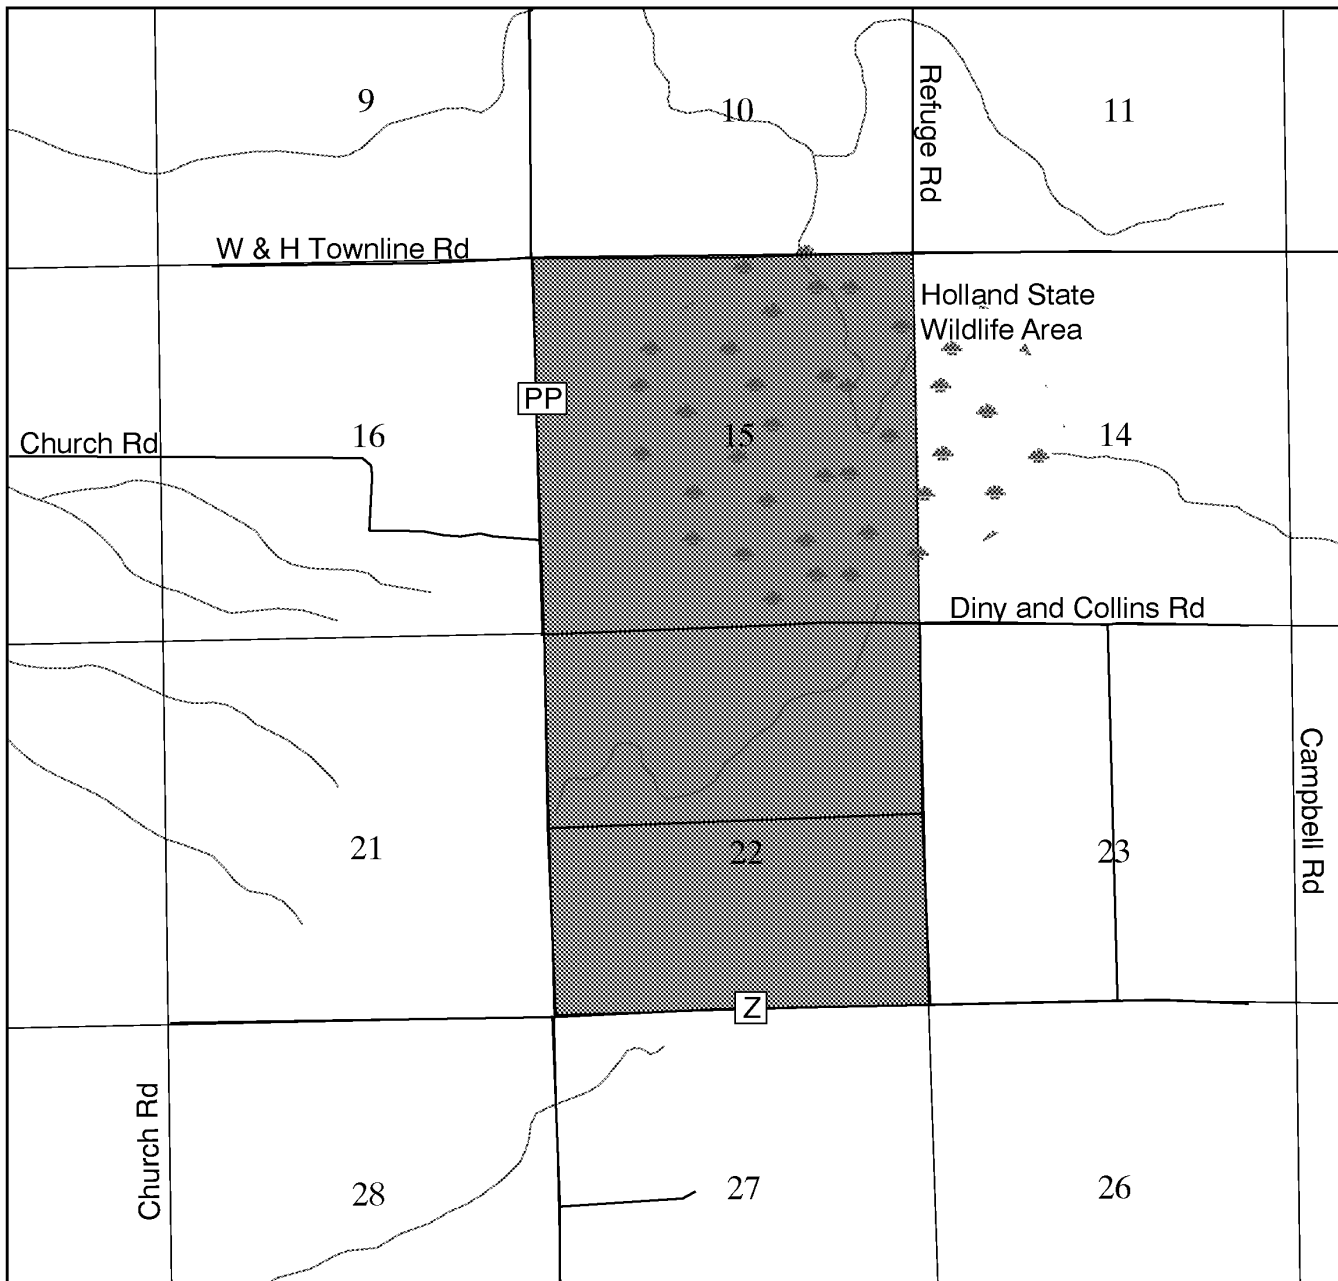 9
10
11
Refuge Rd
W & H Townline Rd
Holland State
Wildlife Area
PP
Church Rd
16
15
14
Diny and Collins Rd
Campbell Rd
21
22
23
Z
Church Rd
28
27
26